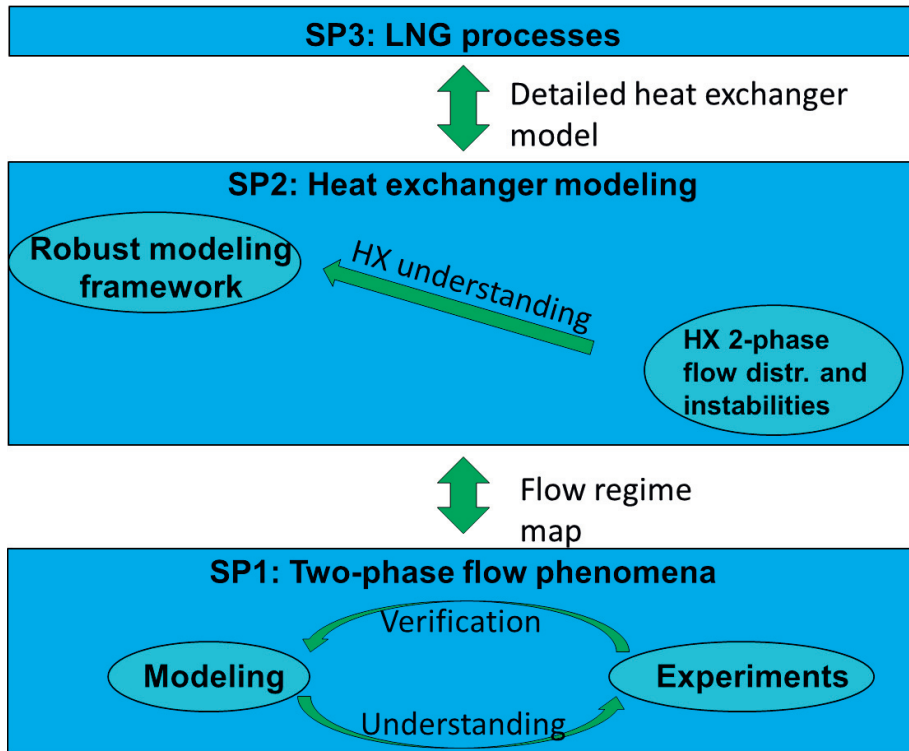 SP3: LNG processes
Detailed heat exchanger
model
SP2: Heat exchanger modeling
Robust modeling
framework
HX understanding
HX 2-phase
flow distr. and
instabilities
Flow regime
map
SP1: Two-phase flow phenomena
Verification
Modeling
Experiments
Understanding